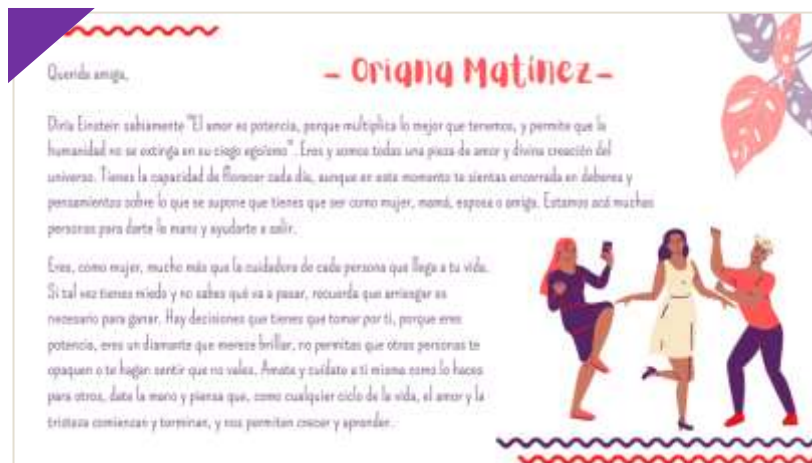 - Oriana Matinez-
Querida amiga,
Diría Einstein sabiamente "El amor es potencia, porque multiplica lo mejor que tenemos, y permite que la
humanidad no se extinga en su ciego egoísmo". Eres y somos todas una pieza de amor y divina creación del
universo. Tienes la capacidad de florecer cada día, aunque en este momento te sientas encerrada en deberes y
pensamientos sobre lo que se supone que tienes que ser como mujer, mamá, esposa o amiga. Estamos acá muchas
personas para darte la mano y ayudarte a salir.
Eres, como mujer, mucho más que la cuidadora de cada persona que llega a tu vida.
Si tal vez tienes miedo y no sabes qué va a pasar, recuerda que arriesgar es
necesario para ganar. Hay decisiones que tienes que tomar por ti, porque eres
potencia, eres un diamante que merece brillar, no permitas que otras personas te
opaquen o te hagan sentir que no vales. Ámate y cuídate a ti misma como lo haces
para otros, date la mano y piensa que, como cualquier ciclo de la vida, el amor y la
tristeza comienzan y terminan, y nos permiten crecer y aprender.